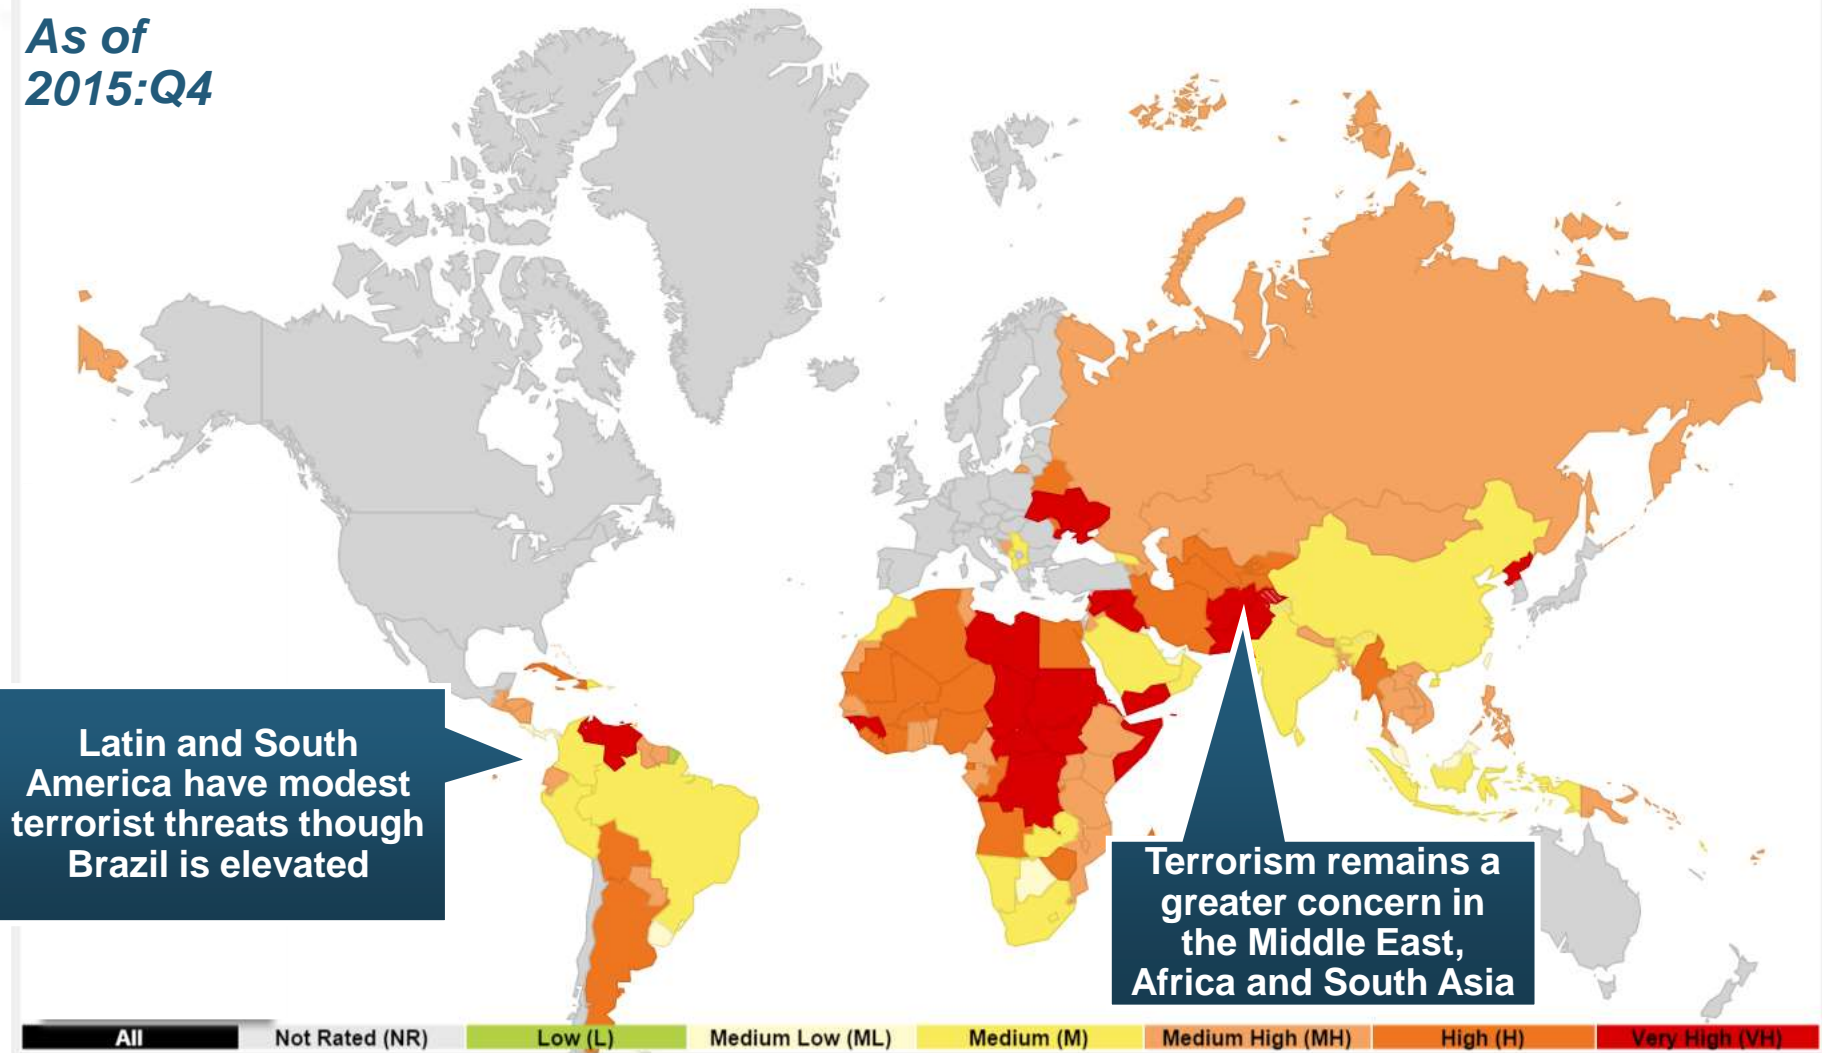 As of
2015:Q4
Latin and South
America have modest
terrorist threats though
Brazil is elevated
Terrorism remains a
greater concern in
the Middle East,
Africa and South Asia
All Not Rated (NR) Low (L) Medium Low (ML) Medium (M) Medium High (MH) High (H) Very High (VH)